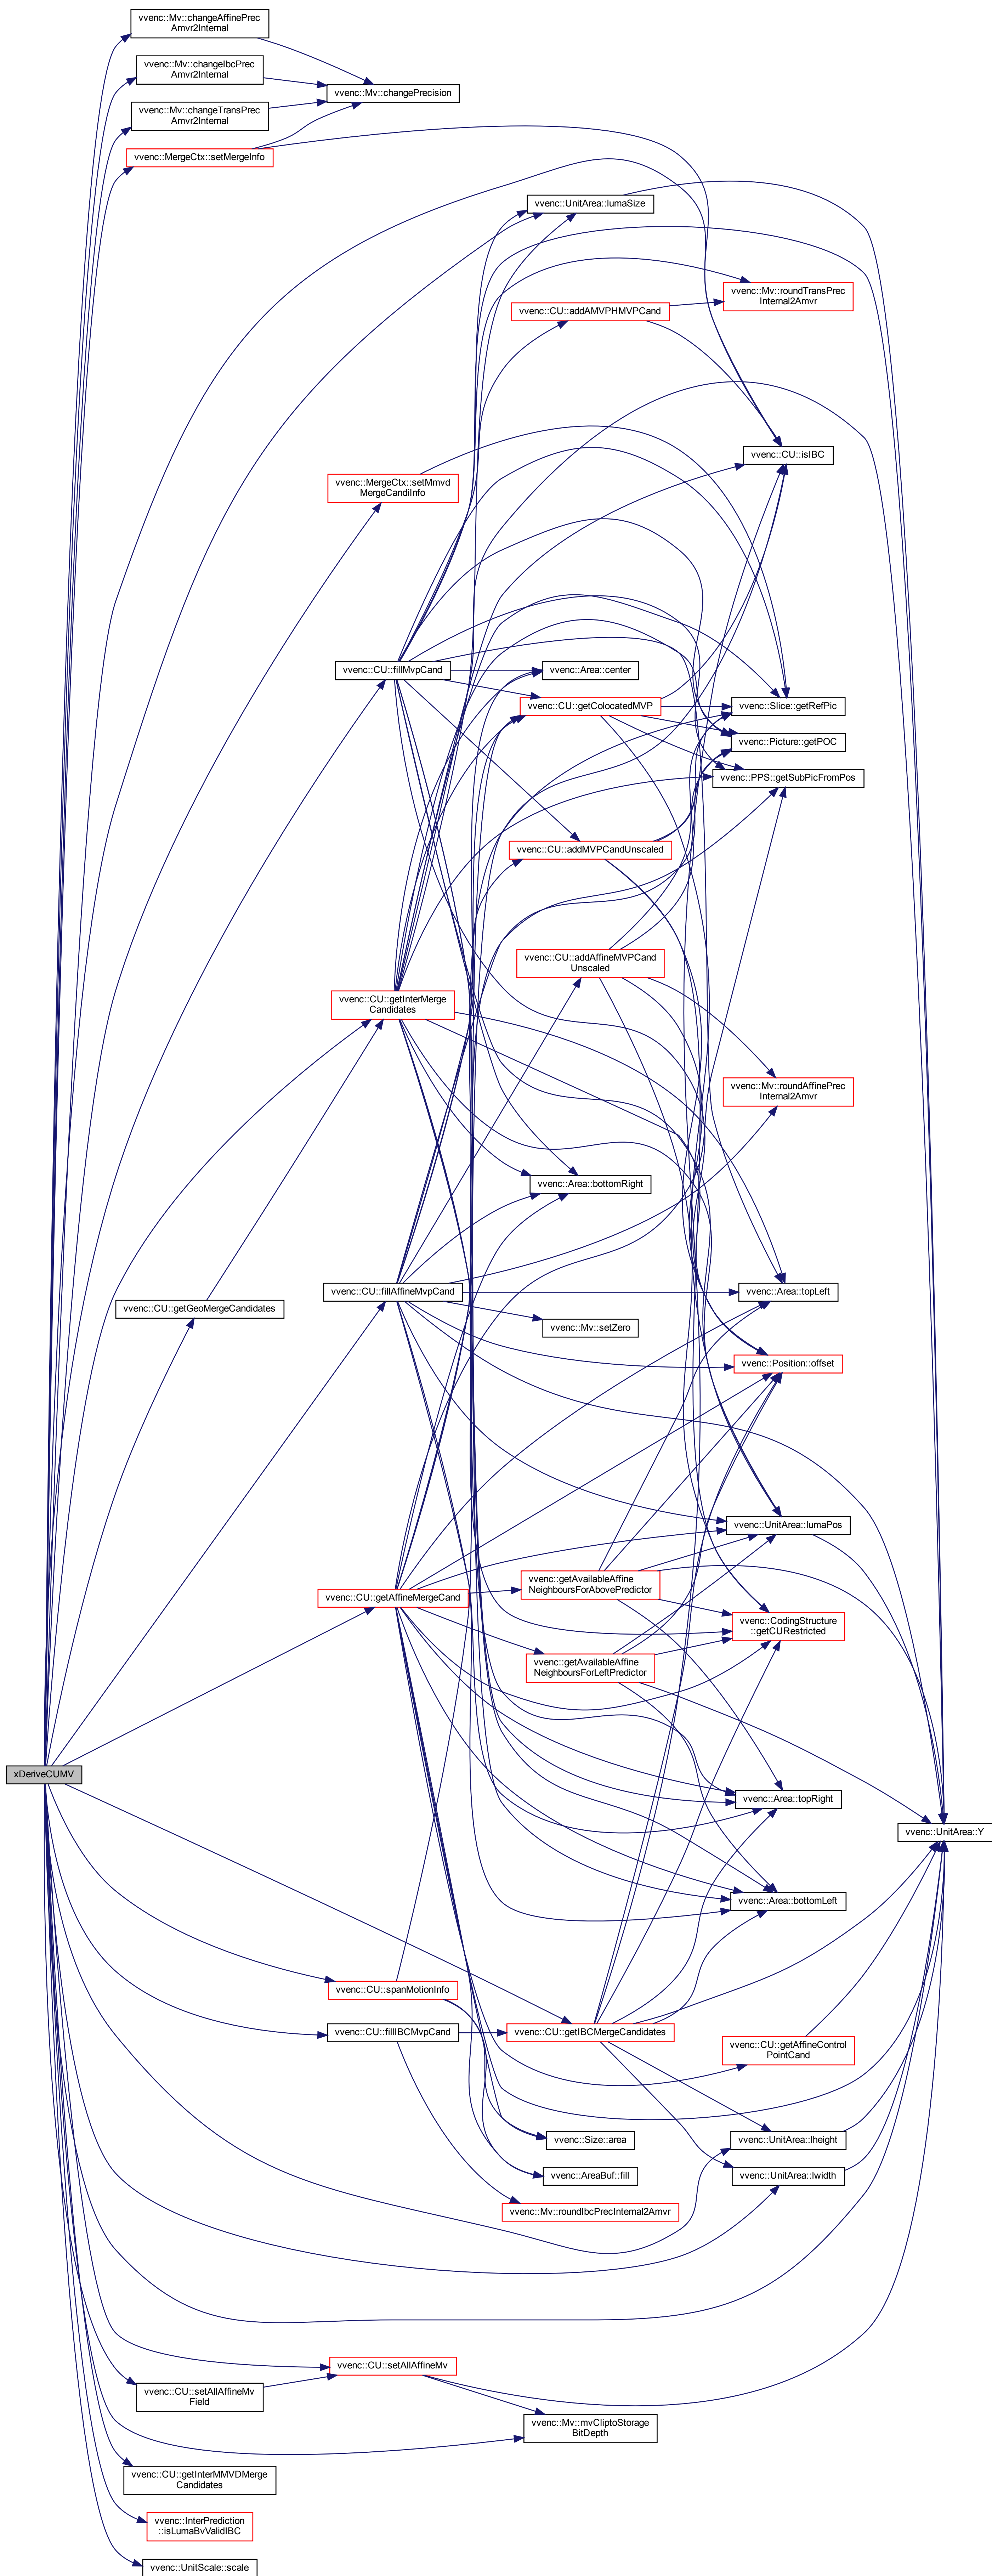 vvenc::Mv::changeAffinePrec
Amvr2Internal
vvenc::Mv::changeIbcPrec
Amvr2Internal
vvenc::Mv::changePrecision
vvenc::Mv::changeTransPrec
Amvr2Internal
vvenc::MergeCtx::setMergeInfo
vvenc::UnitArea::lumaSize
vvenc::Mv::roundTransPrec
Internal2Amvr
vvenc::CU::addAMVPHMVPCand
vvenc::CU::isIBC
vvenc::MergeCtx::setMmvd
MergeCandiInfo
vvenc::CU::fillMvpCand
vvenc::Area::center
vvenc::CU::getColocatedMVP
vvenc::Slice::getRefPic
vvenc::Picture::getPOC
vvenc::PPS::getSubPicFromPos
vvenc::CU::addMVPCandUnscaled
vvenc::CU::addAffineMVPCand
Unscaled
vvenc::CU::getInterMerge
Candidates
vvenc::Mv::roundAffinePrec
Internal2Amvr
vvenc::Area::bottomRight
vvenc::CU::fillAffineMvpCand
vvenc::Area::topLeft
vvenc::CU::getGeoMergeCandidates
vvenc::Mv::setZero
vvenc::Position::offset
vvenc::UnitArea::lumaPos
vvenc::getAvailableAffine
NeighboursForAbovePredictor
vvenc::CU::getAffineMergeCand
vvenc::CodingStructure
::getCURestricted
vvenc::getAvailableAffine
NeighboursForLeftPredictor
xDeriveCUMV
vvenc::Area::topRight
vvenc::UnitArea::Y
vvenc::Area::bottomLeft
vvenc::CU::spanMotionInfo
vvenc::CU::fillIBCMvpCand
vvenc::CU::getIBCMergeCandidates
vvenc::CU::getAffineControl
PointCand
vvenc::Size::area
vvenc::UnitArea::lheight
vvenc::AreaBuf::fill
vvenc::UnitArea::lwidth
vvenc::Mv::roundIbcPrecInternal2Amvr
vvenc::CU::setAllAffineMv
vvenc::CU::setAllAffineMv
Field
vvenc::Mv::mvCliptoStorage
BitDepth
vvenc::CU::getInterMMVDMerge
Candidates
vvenc::InterPrediction
::isLumaBvValidIBC
vvenc::UnitScale::scale